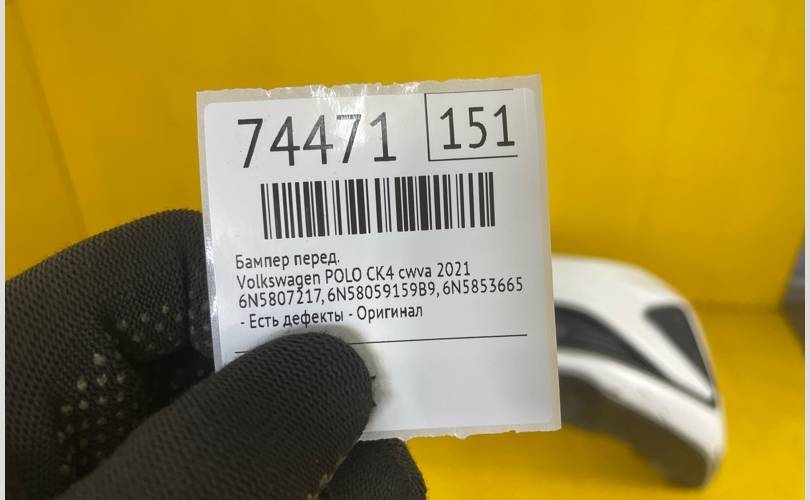 74471 151
Бампер перед.
Volkswagen POLO CK4 cwva 2021
6N5807217, 6N58059159B9, 6N5853665
- Есть дефекты - Оригинал